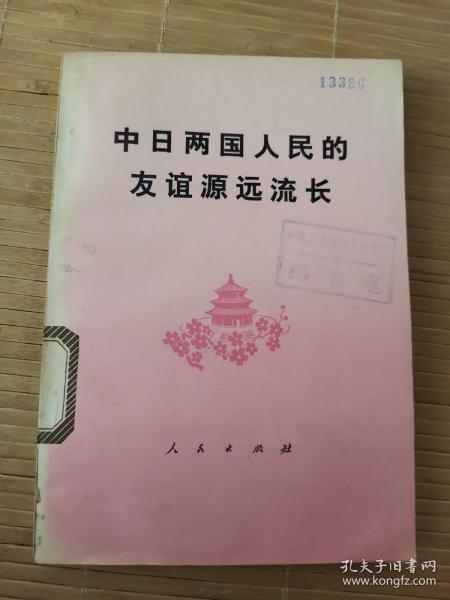 13386
中日两国人民的
友谊源远流长
人民出版社
孔夫子旧书网
www.kongfz.com